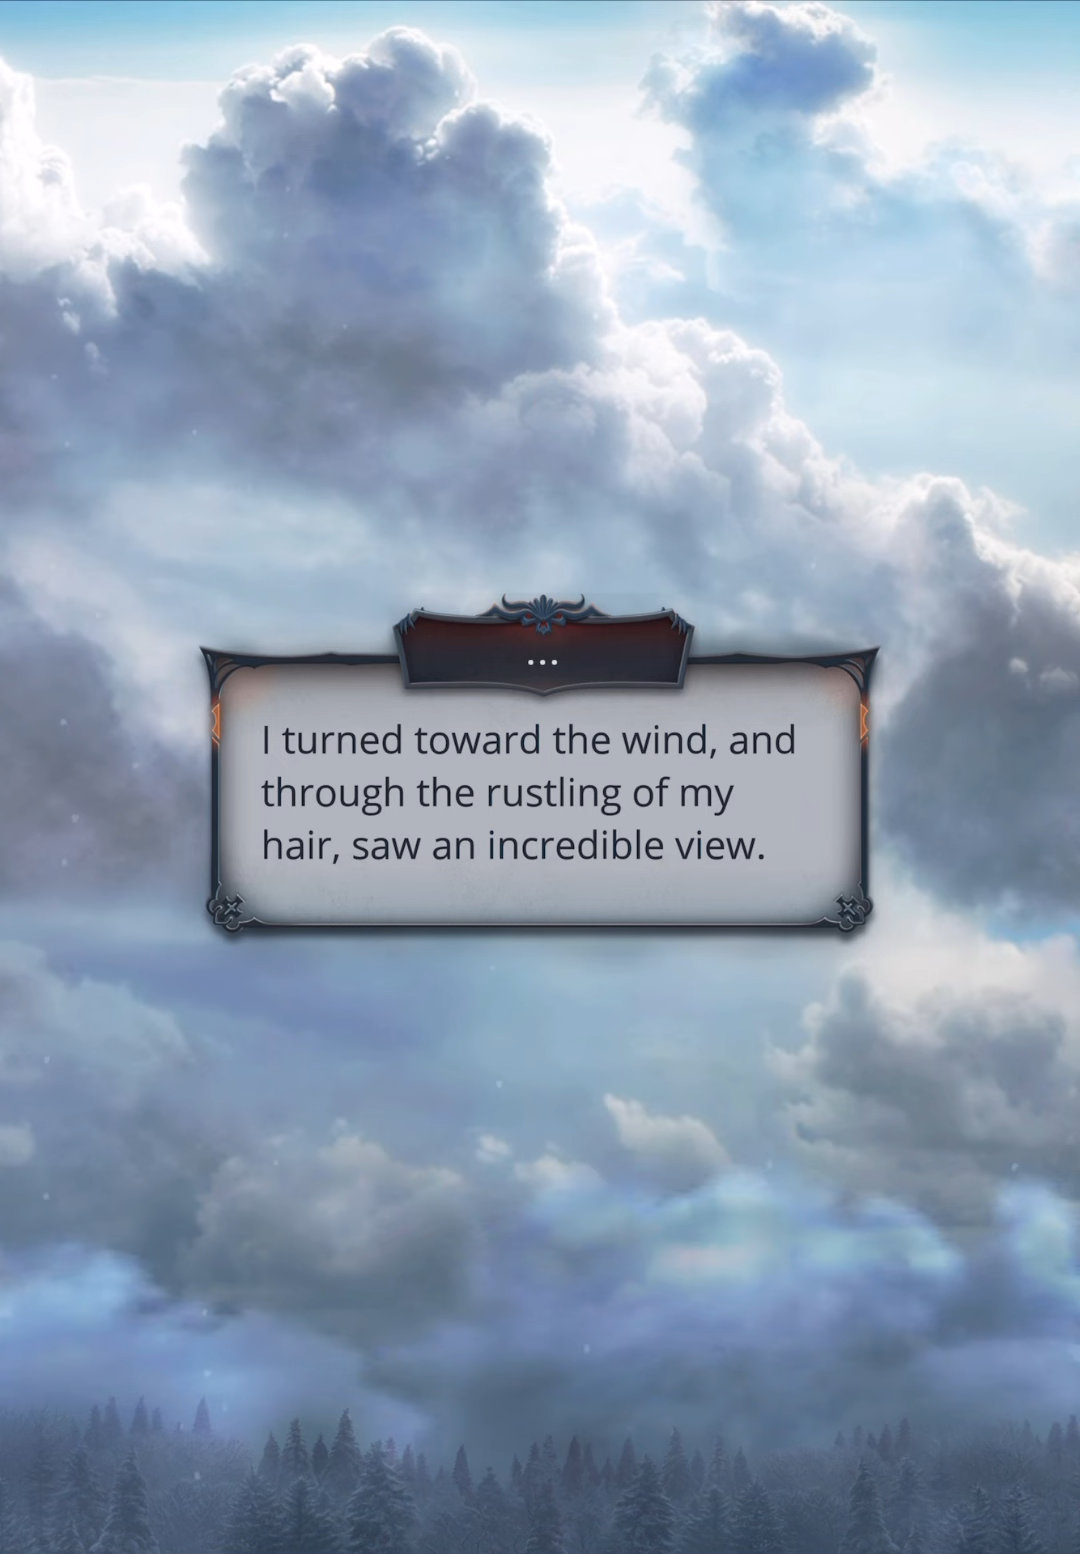 ...
I turned toward the wind, and
through the rustling of my
hair, saw an incredible view.